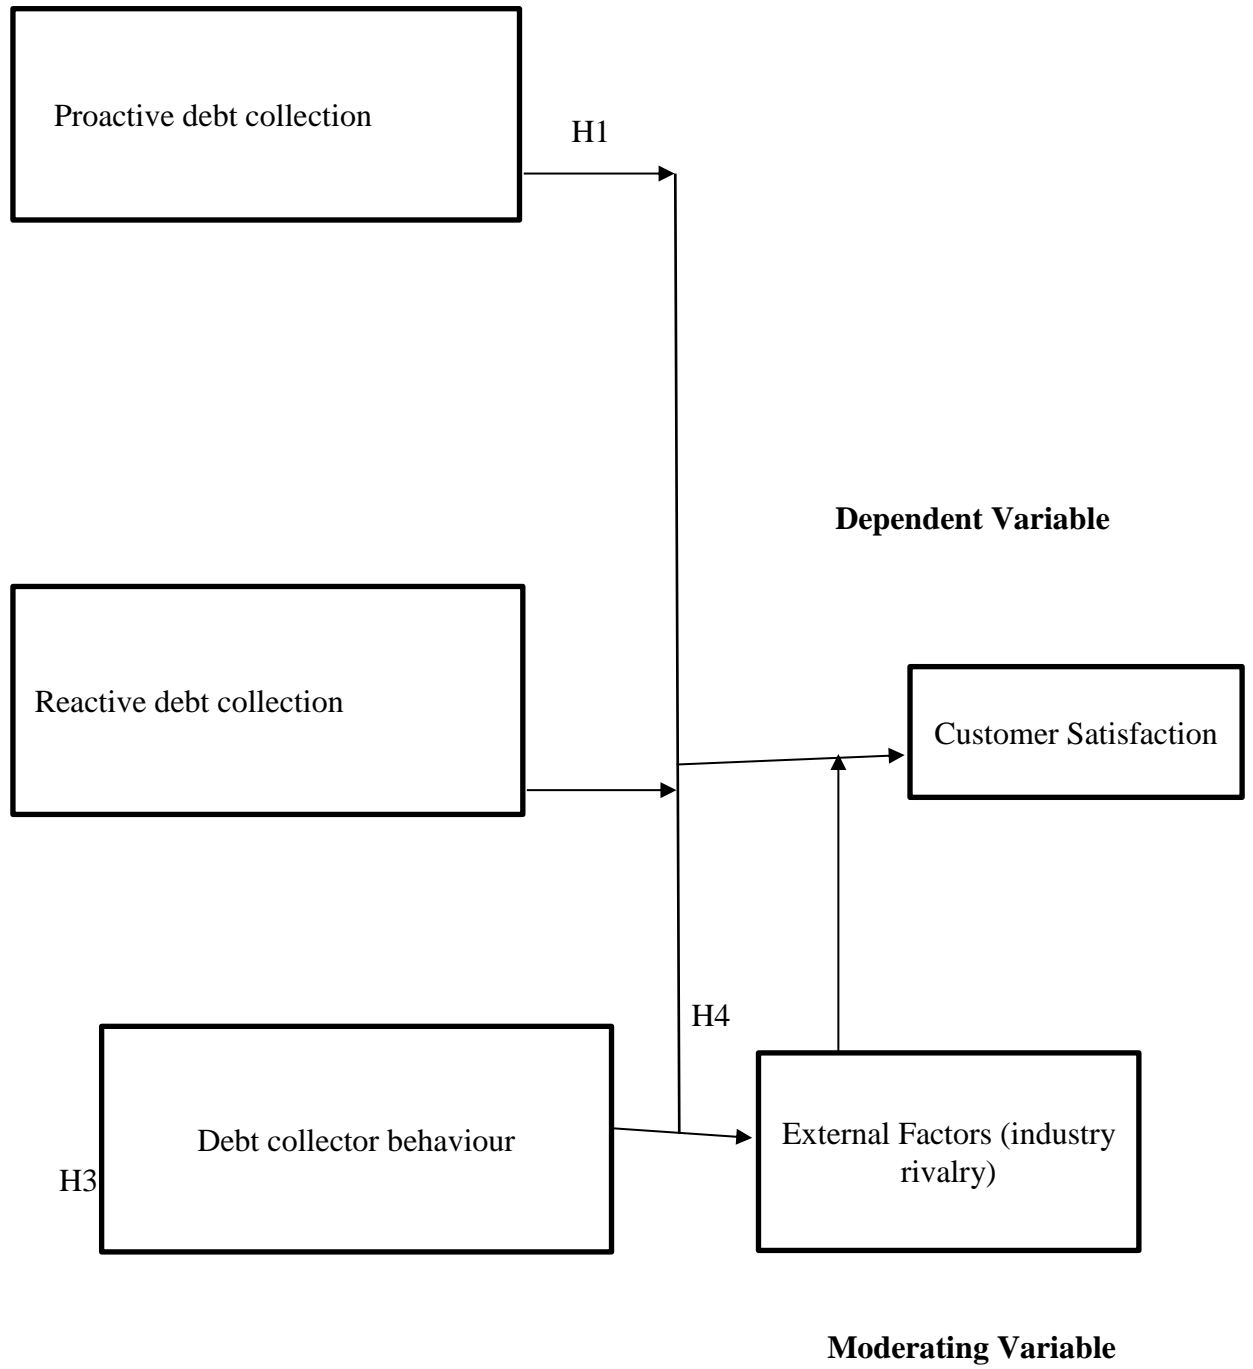 Proactive debt collection
H1
Dependent Variable
Reactive debt collection
Customer Satisfaction
H4
Debt collector behaviour
External Factors (industry
rivalry)
H3
Moderating Variable